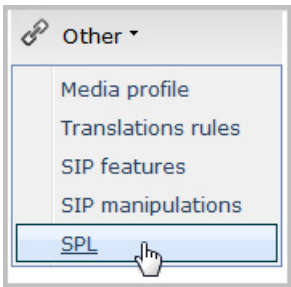 Other
Media profile
Translations rules
SIP features
SIP manipulations
SPL